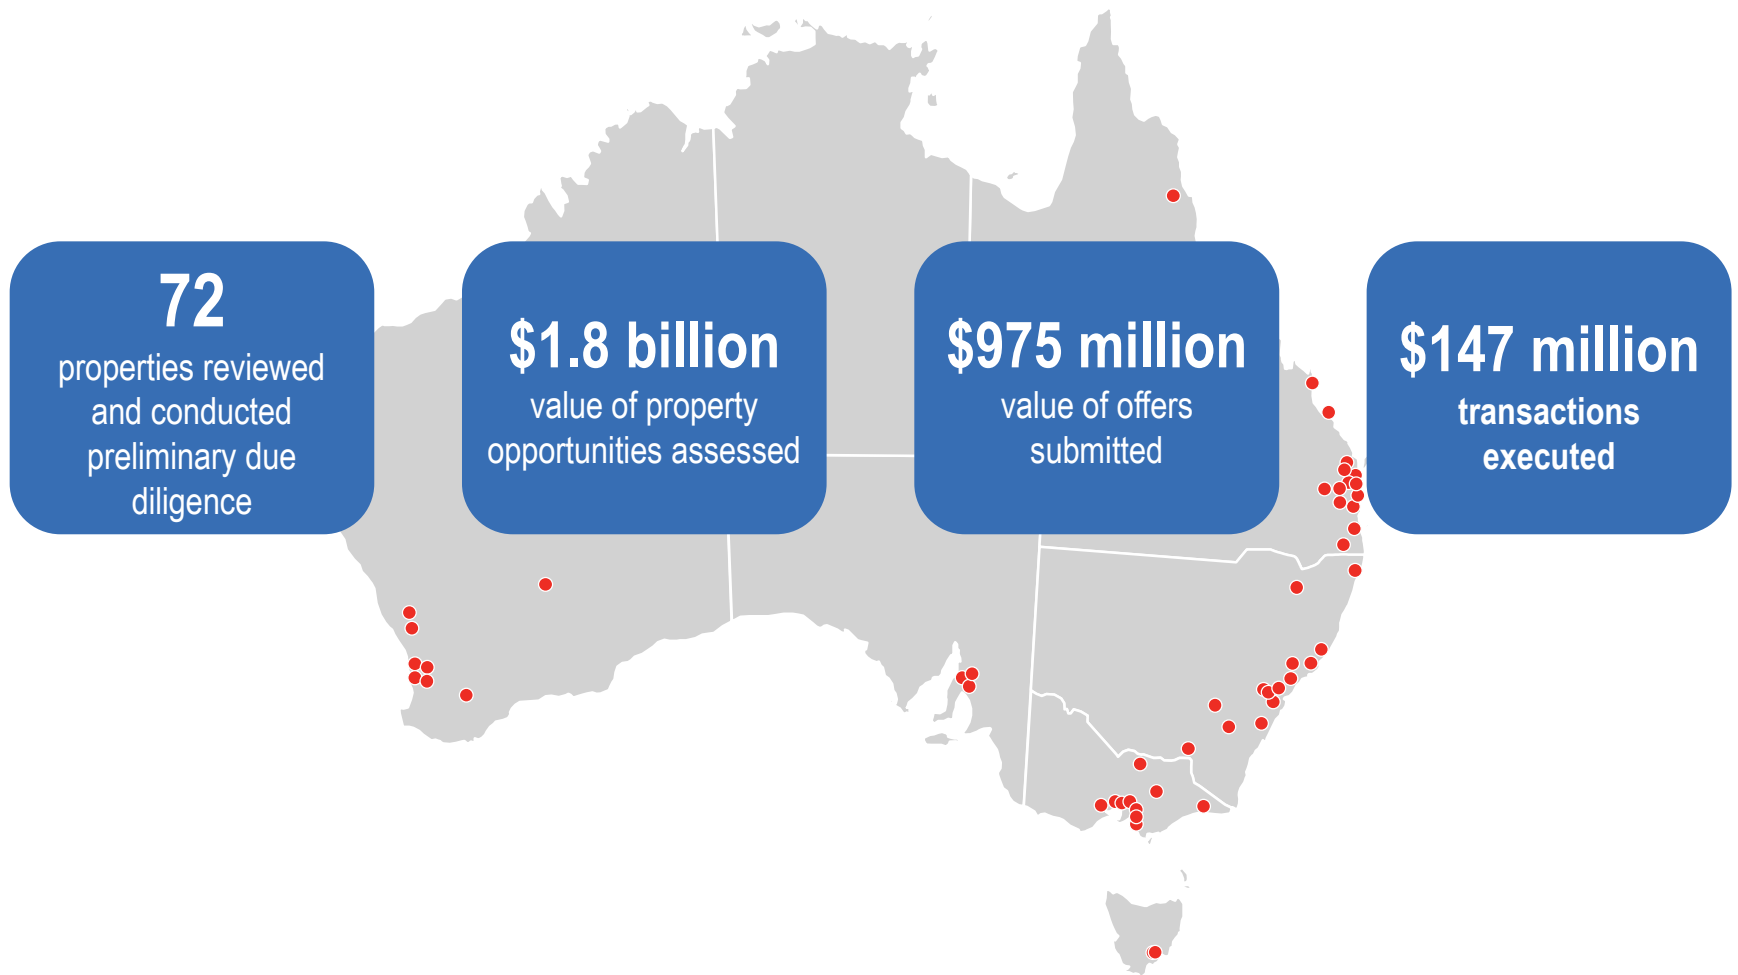 72
properties reviewed
and conducted
preliminary due
diligence
$1.8 billion
value of property
opportunities assessed
$975 million
value of offers
submitted
$147 million
transactions
executed